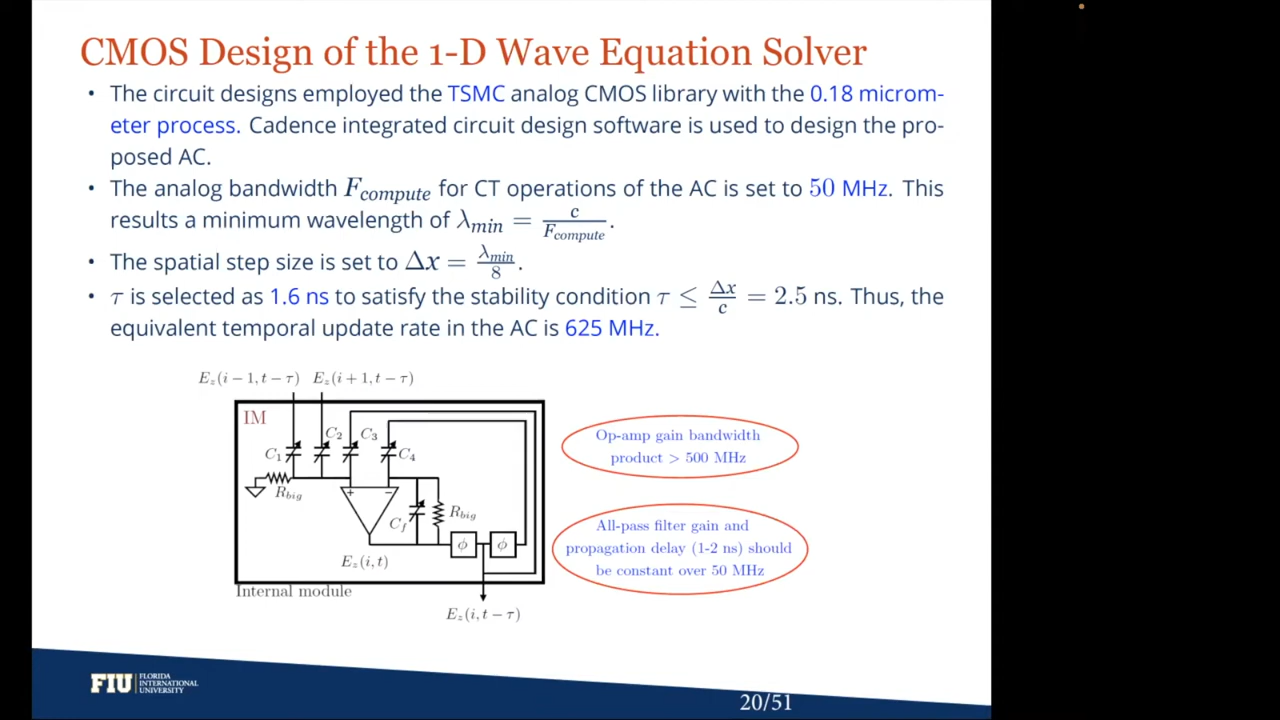 CMOS Design of the 1-D Wave Equation Solver
• The circuit designs employed the TSMC analog CMOS library with the 0.18 microm-
eter process. Cadence integrated circuit design software is used to design the pro-
posed AC.
• The analog bandwidth F_compute for CT operations of the AC is set to 50 MHz. This
results a minimum wavelength of λ_min = c/F_compute.
• The spatial step size is set to Δx = λ_min/8.
• τ is selected as 1.6 ns to satisfy the stability condition τ ≤ Δx/c = 2.5 ns. Thus, the
equivalent temporal update rate in the AC is 625 MHz.
E_z(i − 1, t − τ) E_z(i + 1, t − τ)
IM
C_1
C_2
C_3
C_4
R_big
+
−
C_f
R_big
ϕ
ϕ
E_z(i, t)
Internal module
E_z(i, t − τ)
Op-amp gain bandwidth
product > 500 MHz
All-pass filter gain and
propagation delay (1-2 ns) should
be constant over 50 MHz
FIU
FLORIDA
INTERNATIONAL
UNIVERSITY
20/51